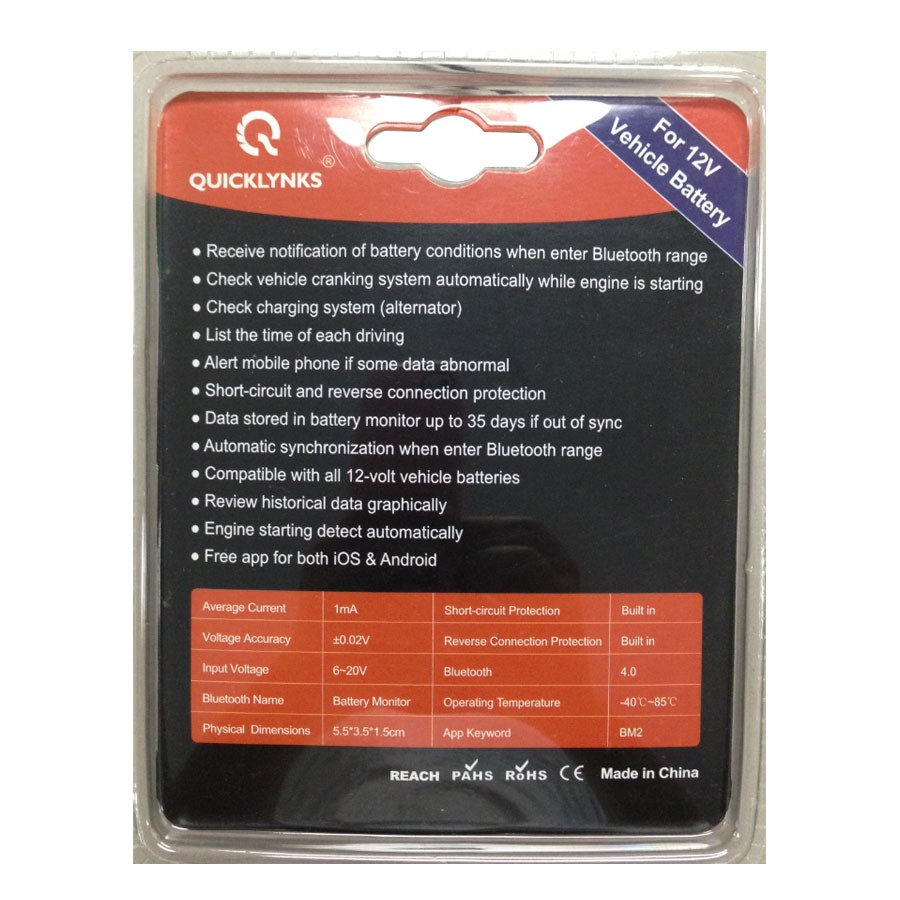 QUICKLYNKS®
For 12V
Vehicle Battery
• Receive notification of battery conditions when enter Bluetooth range
• Check vehicle cranking system automatically while engine is starting
• Check charging system (alternator)
• List the time of each driving
• Alert mobile phone if some data abnormal
• Short-circuit and reverse connection protection
• Data stored in battery monitor up to 35 days if out of sync
• Automatic synchronization when enter Bluetooth range
• Compatible with all 12-volt vehicle batteries
• Review historical data graphically
• Engine starting detect automatically
• Free app for both iOS & Android
Average Current 1mA Short-circuit Protection Built in
Voltage Accuracy ±0.02V Reverse Connection Protection Built in
Input Voltage 6~20V Bluetooth 4.0
Bluetooth Name Battery Monitor Operating Temperature -40℃~85℃
Physical Dimensions 5.5*3.5*1.5cm App Keyword BM2
REACH PAHS RoHS CE Made in China